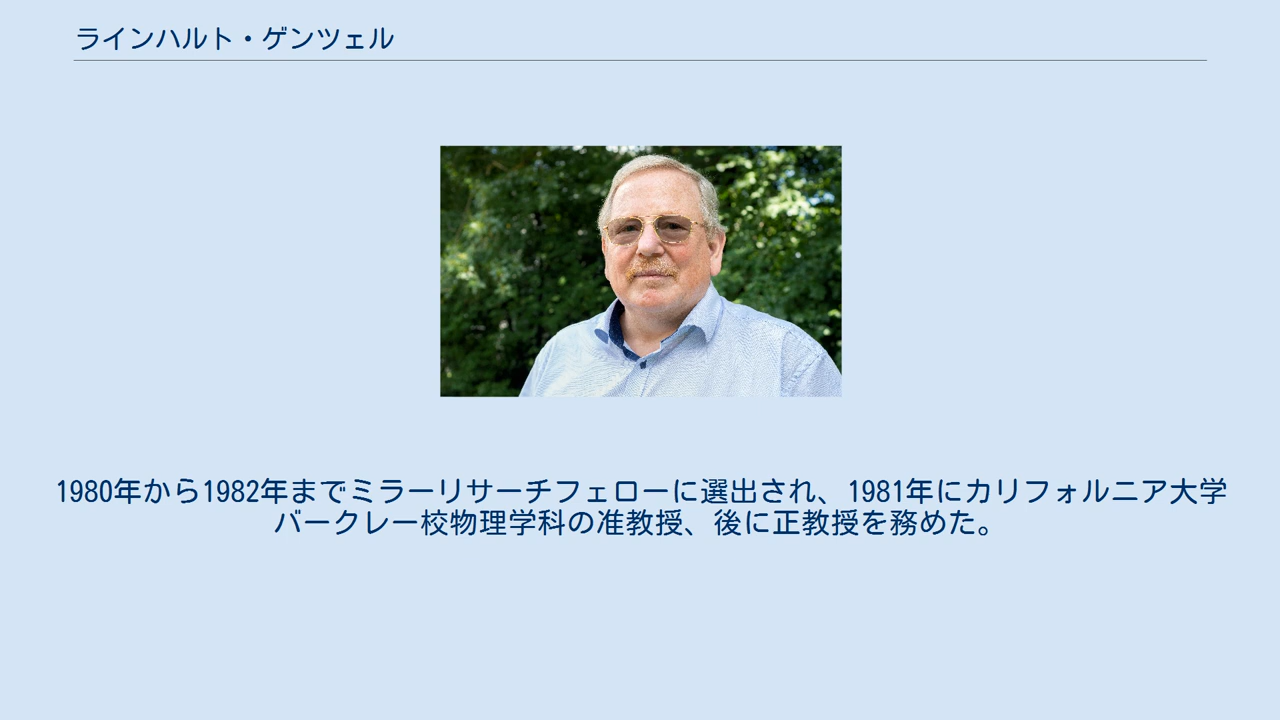 ラインハルト・ゲンツェル
1980年から1982年までミラーリサーチフェローに選出され、1981年にカリフォルニア大学
バークレー校物理学科の准教授、後に正教授を務めた。